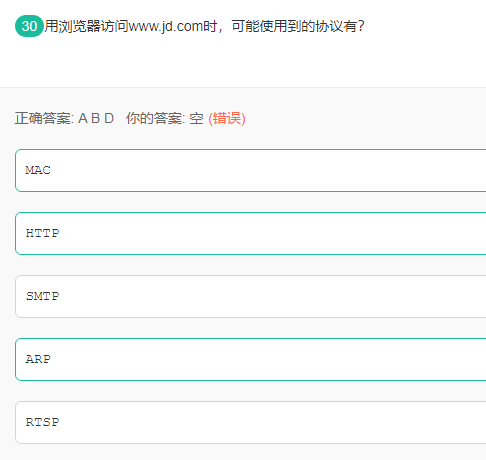 30 用浏览器访问www.jd.com时，可能使用到的协议有?
正确答案: A B D 你的答案: 空 (错误)
MAC
HTTP
SMTP
ARP
RTSP